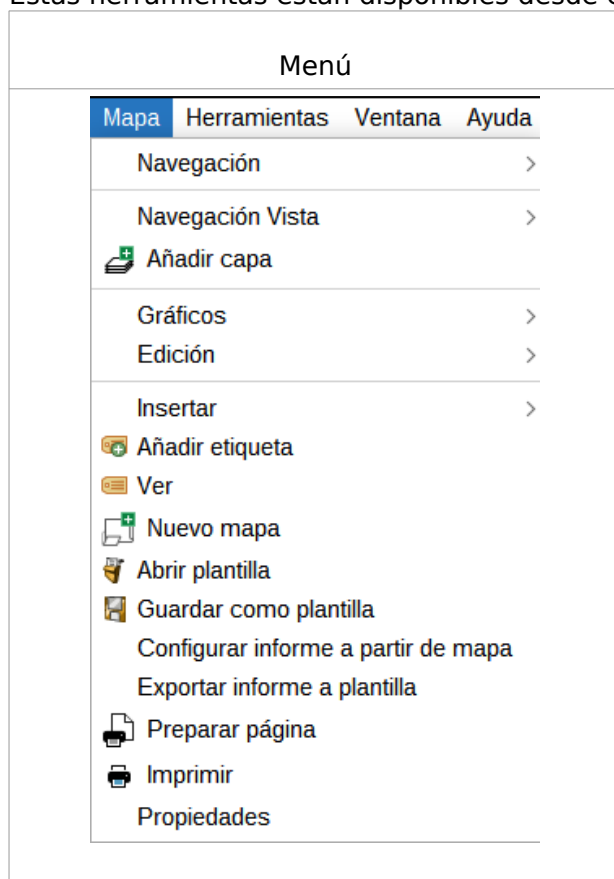 Estas herramientas están disponibles desde
Menú
Mapa Herramientas Ventana Ayuda
Navegación
Navegación Vista
Añadir capa
Gráficos
Edición
Insertar
Añadir etiqueta
Ver
Nuevo mapa
Abrir plantilla
Guardar como plantilla
Configurar informe a partir de mapa
Exportar informe a plantilla
Preparar página
Imprimir
Propiedades